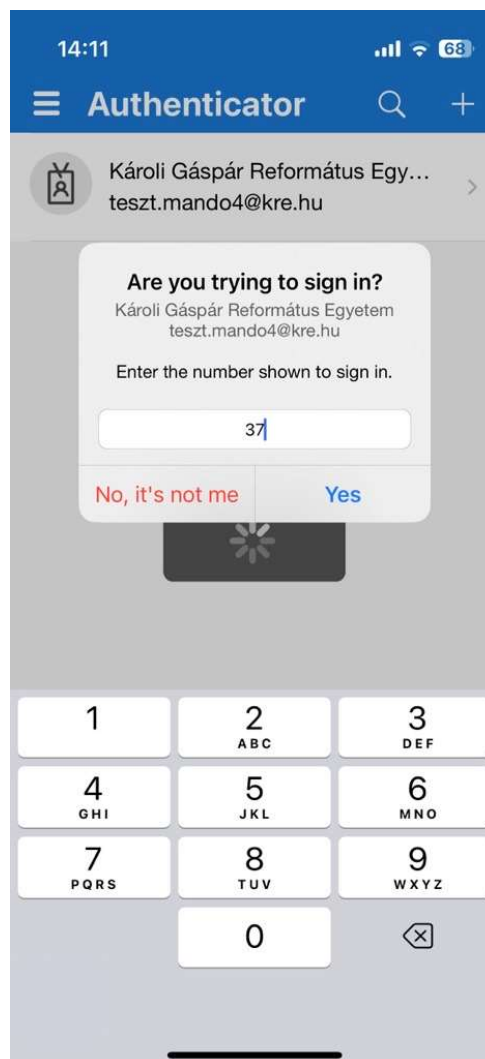 14:11
68
Authenticator
Károli Gáspár Református Egy...
teszt.mando4@kre.hu
Are you trying to sign in?
Károli Gáspár Református Egyetem
teszt.mando4@kre.hu
Enter the number shown to sign in.
37
No, it's not me
Yes
1
2
ABC
3
DEF
4
GHI
5
JKL
6
MNO
7
PQRS
8
TUV
9
WXYZ
0